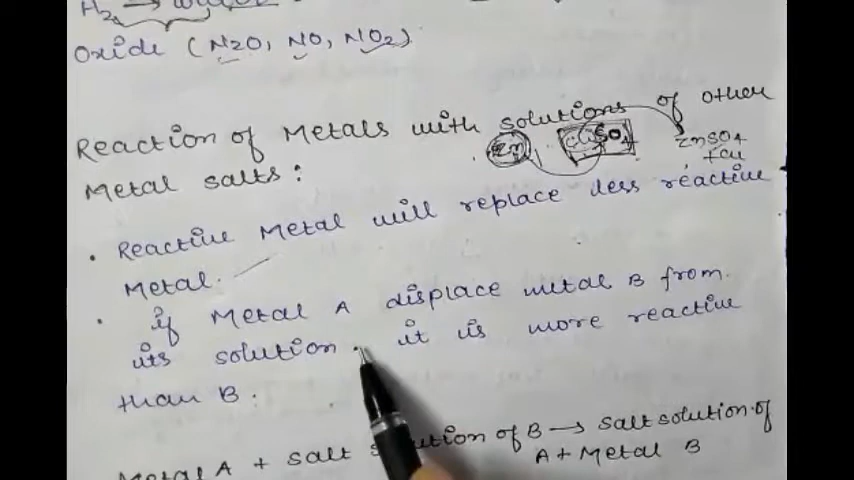 H2 →
Oxide (N2O, NO, NO2)
Reaction of Metals with solutions of other
Metal salts:
Zn CuSO4 ZnSO4
+Cu
• Reactive Metal will replace less reactive
Metal.
• if Metal A displace metal B from
its solution. it is more reactive
than B.
Metal A + salt solution of B → salt solution of
A + Metal B